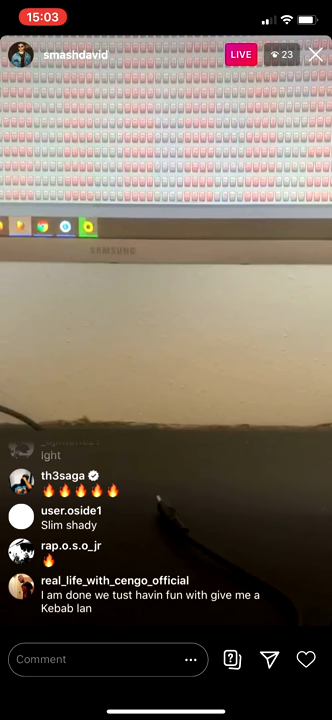 15:03
smashdavid
LIVE
23
SAMSUNG
Ight
th3saga
user.oside1
Slim shady
rap.o.s_o_jr
real_life_with_cengo_official
I am done we tust havin fun with give me a
Kebab lan
Comment